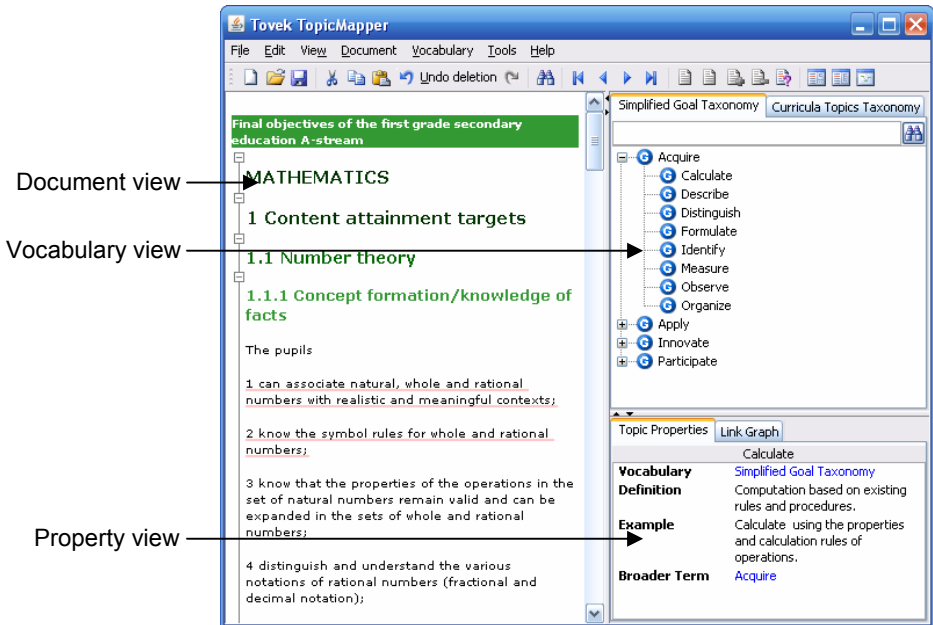 Tovek TopicMapper
File Edit View Document Vocabulary Tools Help
Undo deletion
Final objectives of the first grade secondary
education A-stream
MATHEMATICS
1 Content attainment targets
1.1 Number theory
1.1.1 Concept formation/knowledge of
facts
The pupils
1 can associate natural, whole and rational
numbers with realistic and meaningful contexts;
2 know the symbol rules for whole and rational
numbers;
3 know that the properties of the operations in the
set of natural numbers remain valid and can be
expanded in the sets of whole and rational
numbers;
4 distinguish and understand the various
notations of rational numbers (fractional and
decimal notation);
Document view
Vocabulary view
Property view
Simplified Goal Taxonomy Curricula Topics Taxonomy
G Acquire
G Calculate
G Describe
G Distinguish
G Formulate
G Identify
G Measure
G Observe
G Organize
G Apply
G Innovate
G Participate
Topic Properties Link Graph
Calculate
Vocabulary Simplified Goal Taxonomy
Definition Computation based on existing
rules and procedures.
Example Calculate using the properties
and calculation rules of
operations.
Broader Term Acquire